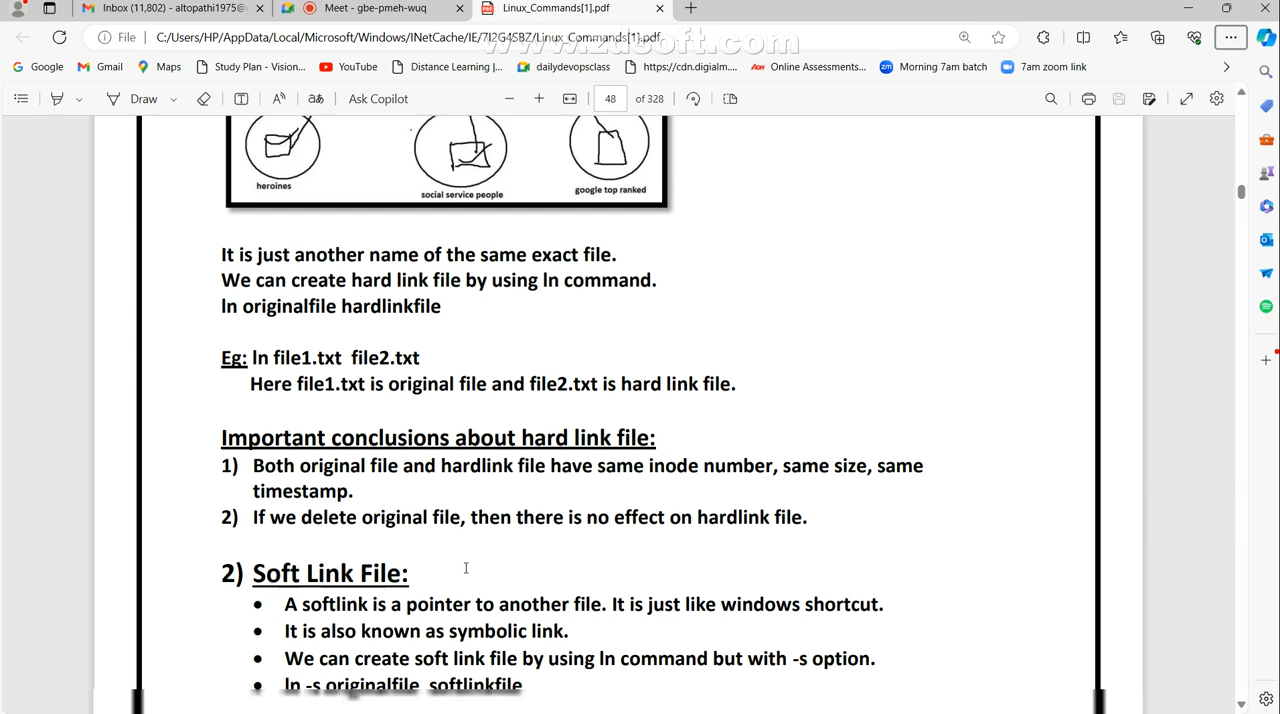 Inbox (11,802) - altopathi1975@
Meet - gbe-pmeh-wuq
Linux_Commands[1].pdf
File C:/Users/HP/AppData/Local/Microsoft/Windows/INetCache/IE/7I2G4SBZ/Linux_Commands[1].pdf
www.zdsoft.com
Google Gmail Maps Study Plan - Vision... YouTube Distance Learning |... dailydevopsclass https://cdn.digialm.... Online Assessments... Morning 7am batch 7am zoom link
Draw Ask Copilot 48 of 328
heroines
social service people
google top ranked
It is just another name of the same exact file.
We can create hard link file by using ln command.
ln originalfile hardlinkfile
Eg: ln file1.txt file2.txt
Here file1.txt is original file and file2.txt is hard link file.
Important conclusions about hard link file:
1) Both original file and hardlink file have same inode number, same size, same
timestamp.
2) If we delete original file, then there is no effect on hardlink file.
2) Soft Link File:
• A softlink is a pointer to another file. It is just like windows shortcut.
• It is also known as symbolic link.
• We can create soft link file by using ln command but with -s option.
• ln -s originalfile softlinkfile